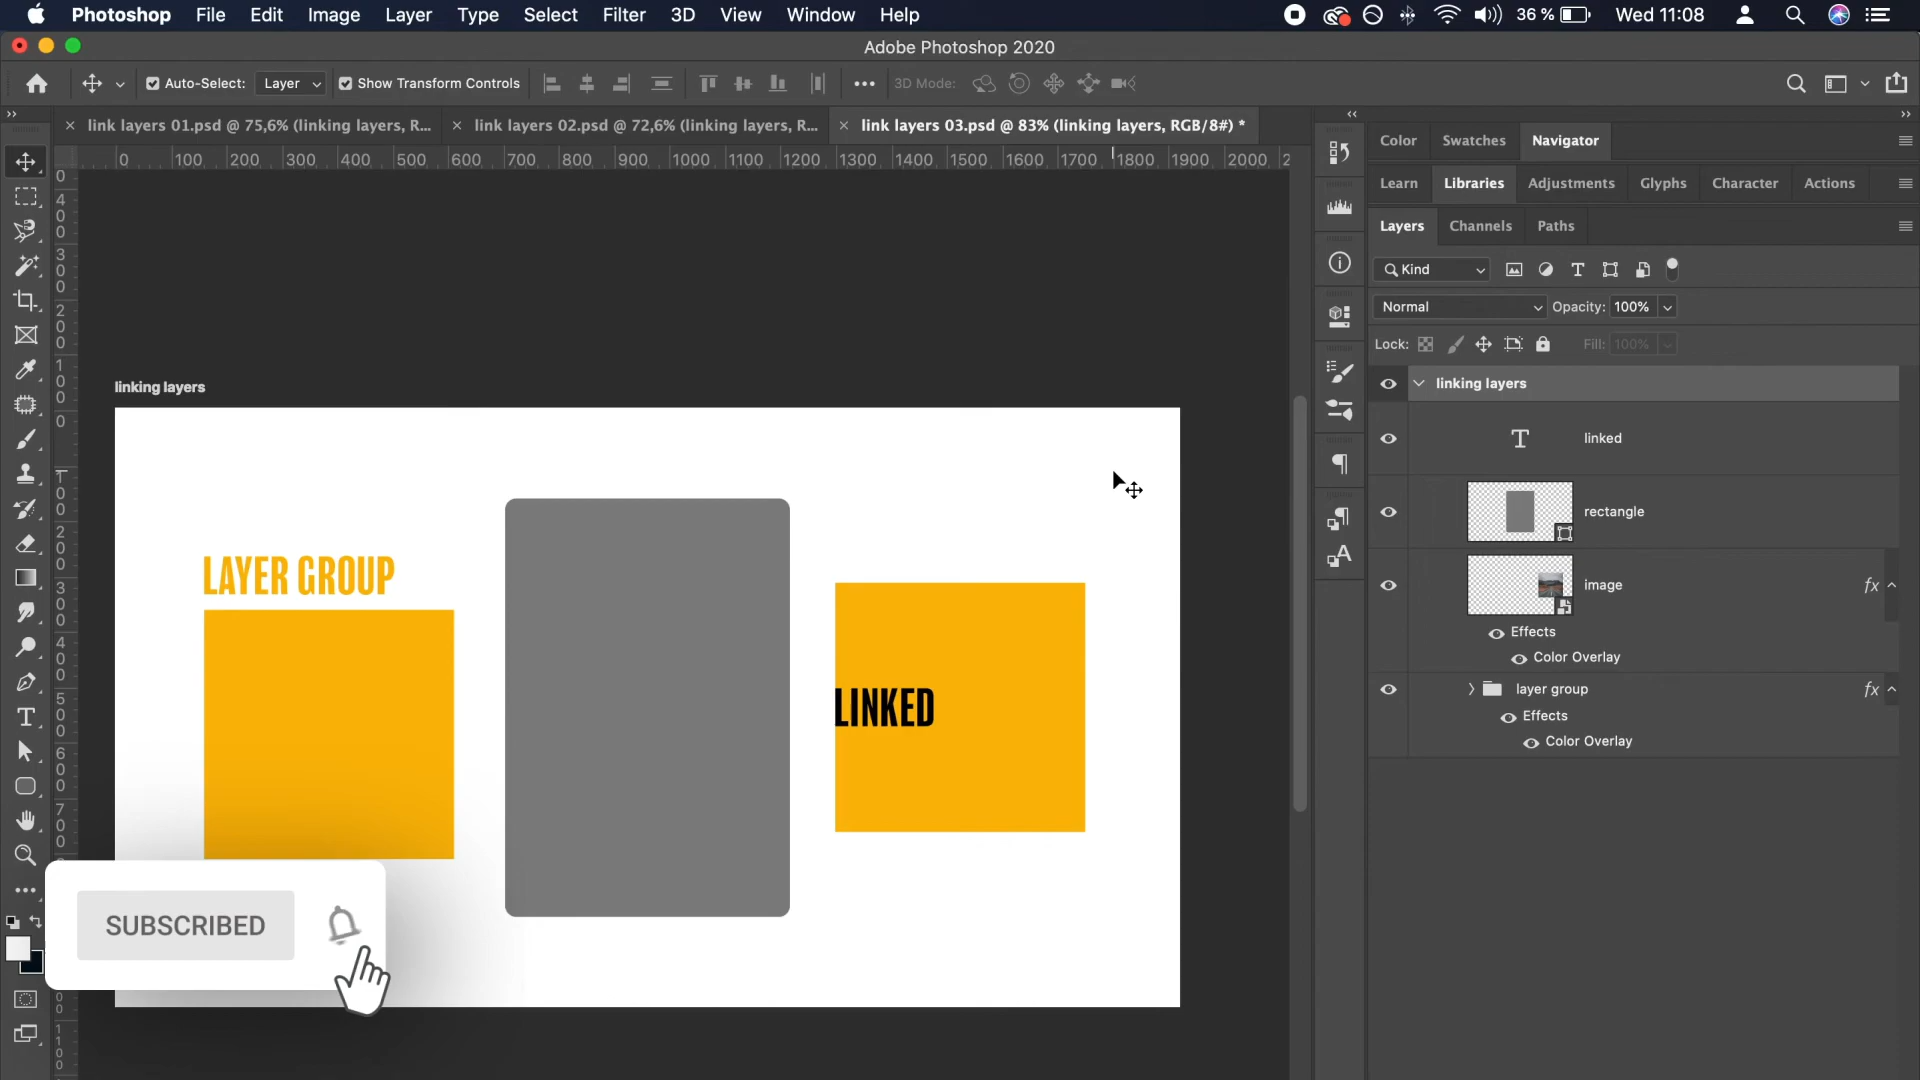 Photoshop File Edit Image Layer Type Select Filter 3D View Window Help 36 % Wed 11:08
Adobe Photoshop 2020
Auto-Select: Layer Show Transform Controls 3D Mode:
link layers 01.psd @ 75,6% (linking layers, R... link layers 02.psd @ 72,6% (linking layers, R... link layers 03.psd @ 83% (linking layers, RGB/8#) *
0 100 200 300 400 500 600 700 800 900 1000 1100 1200 1300 1400 1500 1600 1700 1800 1900 2000 2
Color Swatches Navigator
Learn Libraries Adjustments Glyphs Character Actions
Layers Channels Paths
Kind
Normal Opacity: 100%
Lock: Fill: 100%
linking layers
linked
rectangle
image fx
Effects
Color Overlay
layer group fx
Effects
Color Overlay
linking layers
LAYER GROUP
LINKED
SUBSCRIBED